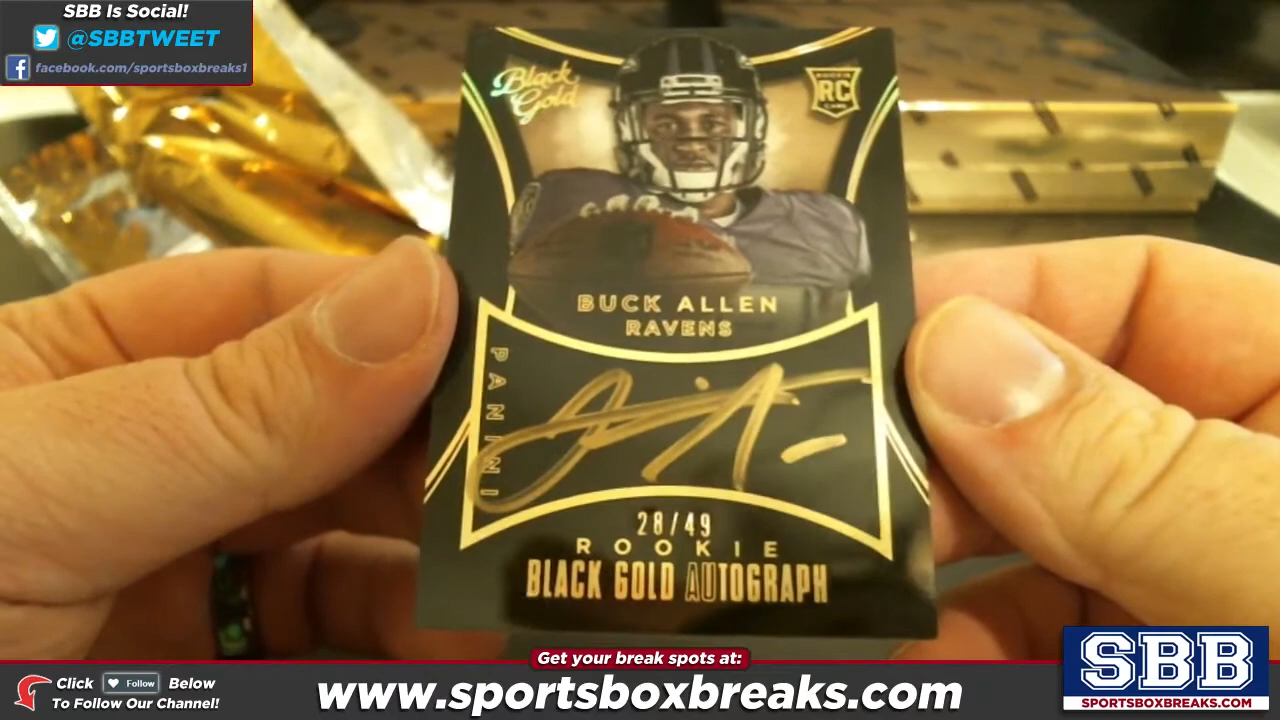 SBB Is Social!
@SBBTWEET
facebook.com/sportsboxbreaks1
Black
Gold
ROOKIE
RC
CARD
BUCK ALLEN
RAVENS
PANINI
28/49
ROOKIE
BLACK GOLD AUTOGRAPH
Get your break spots at:
Click Follow Below
To Follow Our Channel!
www.sportsboxbreaks.com
SBB
SPORTSBOXBREAKS.COM